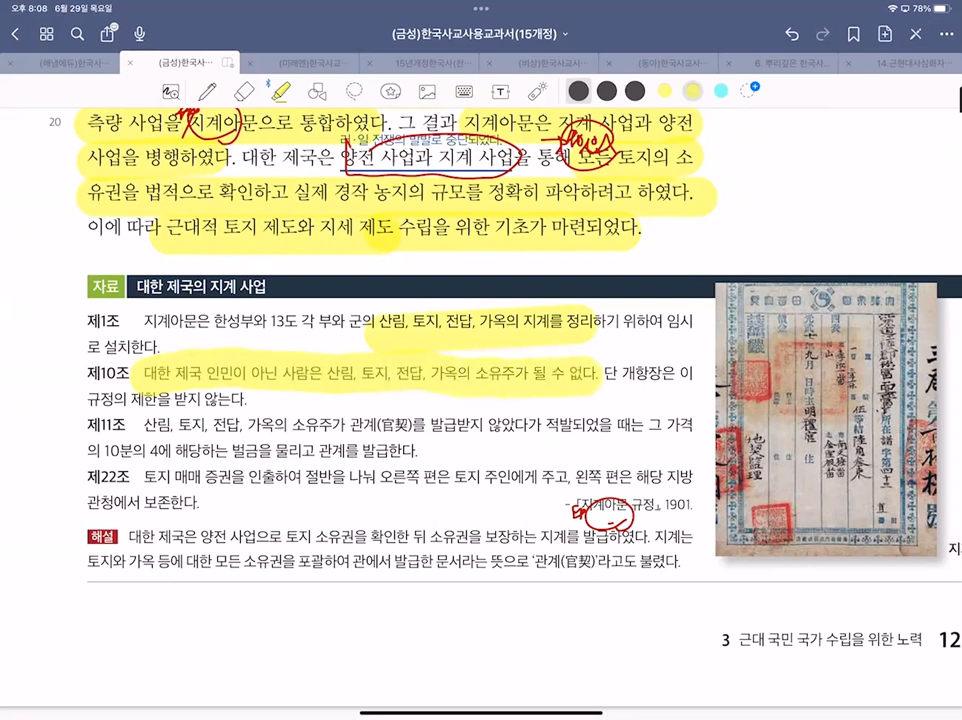 오후 8:08 6월 29일 목요일
78%
(금성)한국사교사용교과서(15개정)
(해냄에듀)한국사…
(금성)한국사…
(미래엔)한국사교…
15년개정한국사(천…
(비상)한국사교사…
(동아)한국사교사…
6. 뿌리깊은 한국사…
14.근현대사심화자…
20
측량 사업을 지계아문으로 통합하였다. 그 결과 지계아문은 지계 사업과 양전
러·일 전쟁의 발발로 중단되었다.
사업을 병행하였다. 대한 제국은 양전 사업과 지계 사업을 통해 모든 토지의 소
유권을 법적으로 확인하고 실제 경작 농지의 규모를 정확히 파악하려고 하였다.
이에 따라 근대적 토지 제도와 지세 제도 수립을 위한 기초가 마련되었다.
자료 대한 제국의 지계 사업
제1조 지계아문은 한성부와 13도 각 부와 군의 산림, 토지, 전답, 가옥의 지계를 정리하기 위하여 임시
로 설치한다.
제10조 대한 제국 인민이 아닌 사람은 산림, 토지, 전답, 가옥의 소유주가 될 수 없다. 단 개항장은 이
규정의 제한을 받지 않는다.
제11조 산림, 토지, 전답, 가옥의 소유주가 관계(官契)를 발급받지 않았다가 적발되었을 때는 그 가격
의 10분의 4에 해당하는 벌금을 물리고 관계를 발급한다.
제22조 토지 매매 증권을 인출하여 절반을 나눠 오른쪽 편은 토지 주인에게 주고, 왼쪽 편은 해당 지방
관청에서 보존한다.
- 『지계아문 규정』, 1901.
해설 대한 제국은 양전 사업으로 토지 소유권을 확인한 뒤 소유권을 보장하는 지계를 발급하였다. 지계는
토지와 가옥 등에 대한 모든 소유권을 포괄하여 관에서 발급한 문서라는 뜻으로 '관계(官契)'라고도 불렸다.
3 근대 국민 국가 수립을 위한 노력